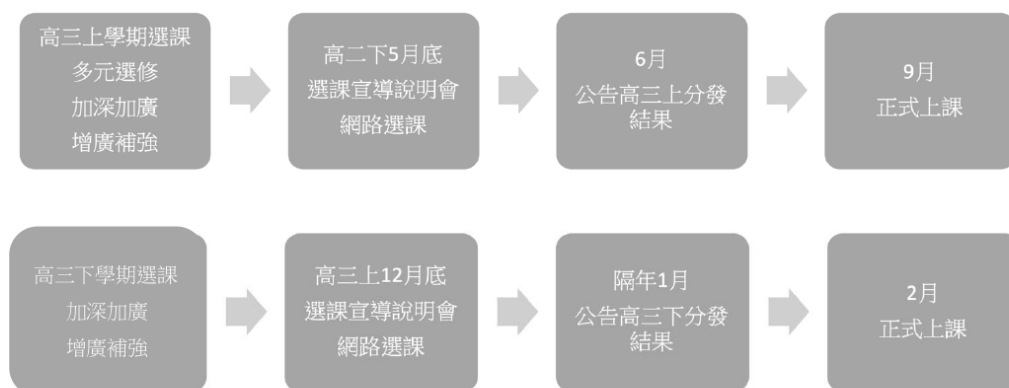 高三上學期選課
多元選修
加深加廣
增廣補強
高二下5月底
選課宣導說明會
網路選課
6月
公告高三上分發
結果
9月
正式上課
高三下學期選課
加深加廣
增廣補強
高三上12月底
選課宣導說明會
網路選課
隔年1月
公告高三下分發
結果
2月
正式上課